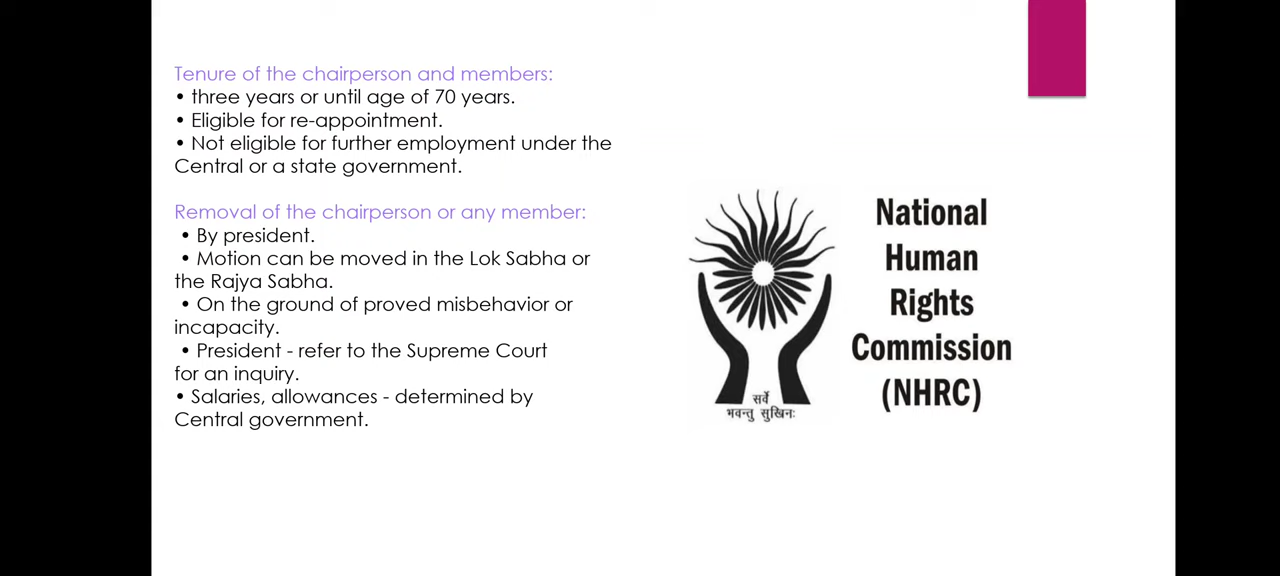 Tenure of the chairperson and members:
• three years or until age of 70 years.
• Eligible for re-appointment.
• Not eligible for further employment under the
Central or a state government.
Removal of the chairperson or any member:
• By president.
• Motion can be moved in the Lok Sabha or
the Rajya Sabha.
• On the ground of proved misbehavior or
incapacity.
• President - refer to the Supreme Court
for an inquiry.
• Salaries, allowances - determined by
Central government.
सर्वे
भवन्तु सुखिनः
National
Human
Rights
Commission
(NHRC)